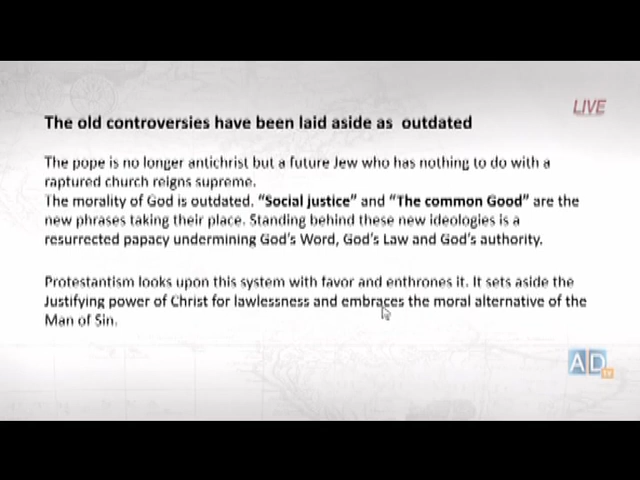 LIVE
The old controversies have been laid aside as outdated
The pope is no longer antichrist but a future Jew who has nothing to do with a
raptured church reigns supreme.
The morality of God is outdated. “Social justice” and “The common Good” are the
new phrases taking their place. Standing behind these new ideologies is a
resurrected papacy undermining God's Word, God's Law and God's authority.
Protestantism looks upon this system with favor and enthrones it. It sets aside the
Justifying power of Christ for lawlessness and embraces the moral alternative of the
Man of Sin.
AD
TV